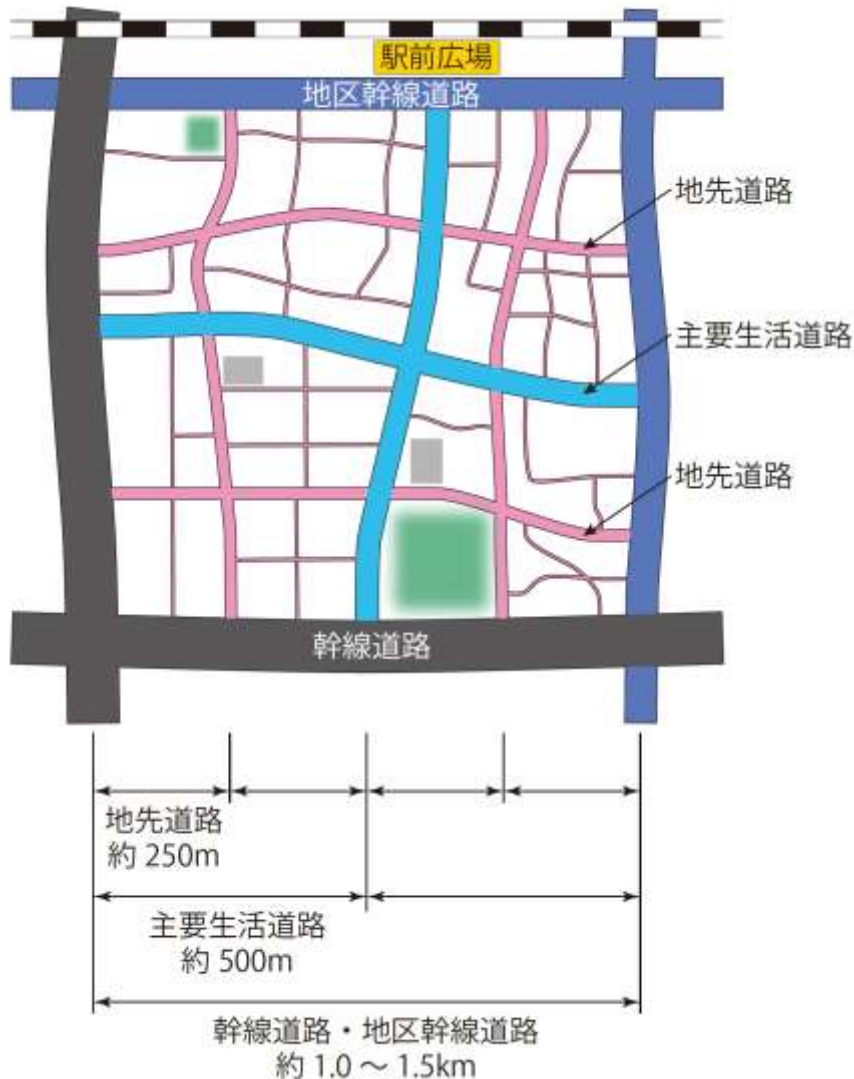 駅前広場
地区幹線道路
地先道路
主要生活道路
地先道路
幹線道路
地先道路
約 250m
主要生活道路
約 500m
幹線道路・地区幹線道路
約 1.0 ～ 1.5km